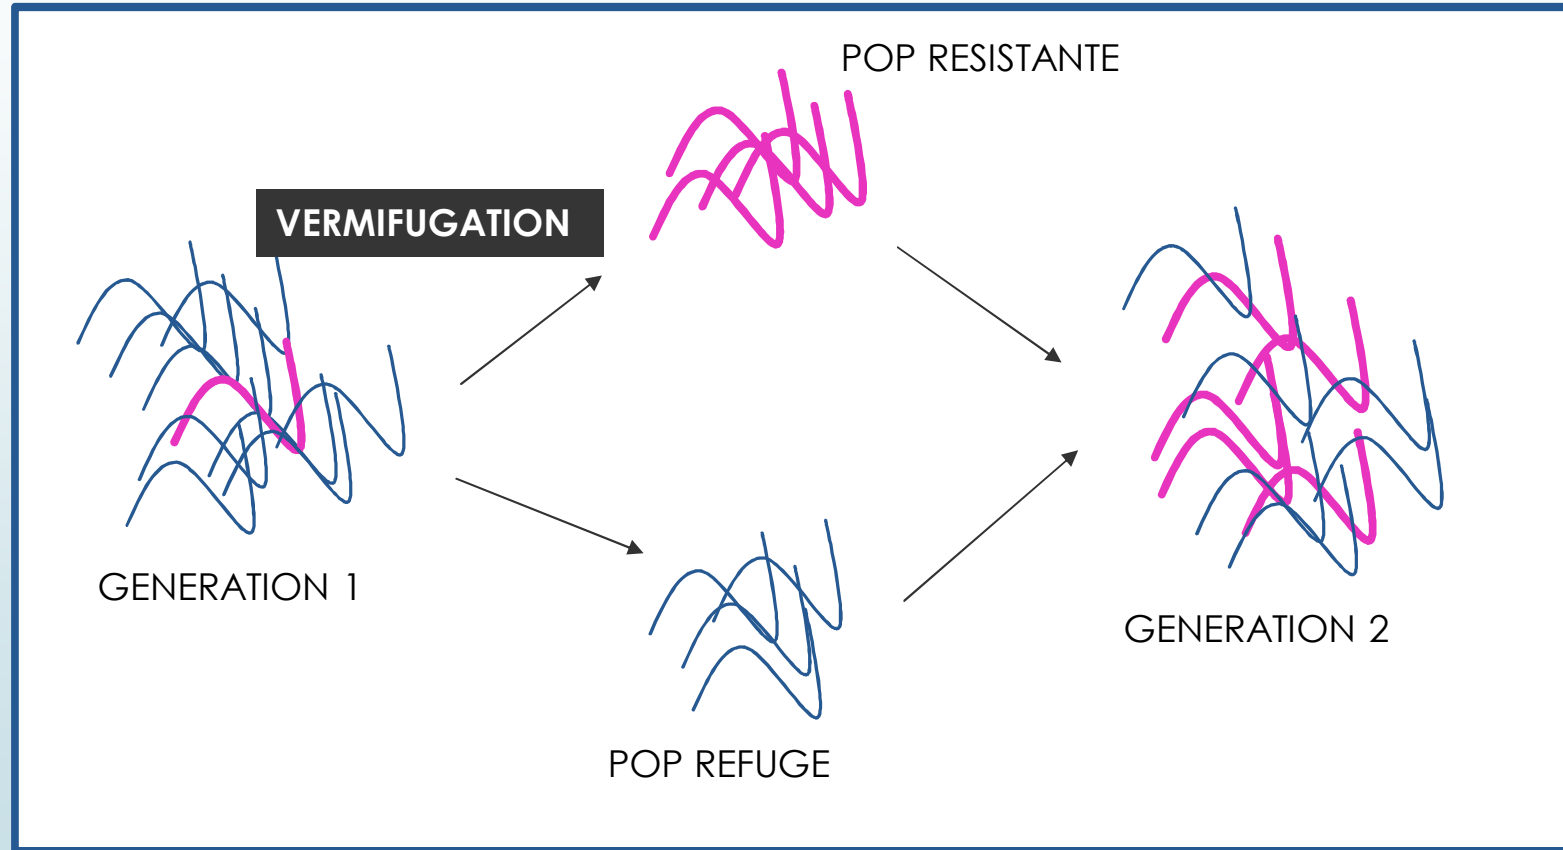 POP RESISTANTE
VERMIFUGATION
GENERATION 1
GENERATION 2
POP REFUGE